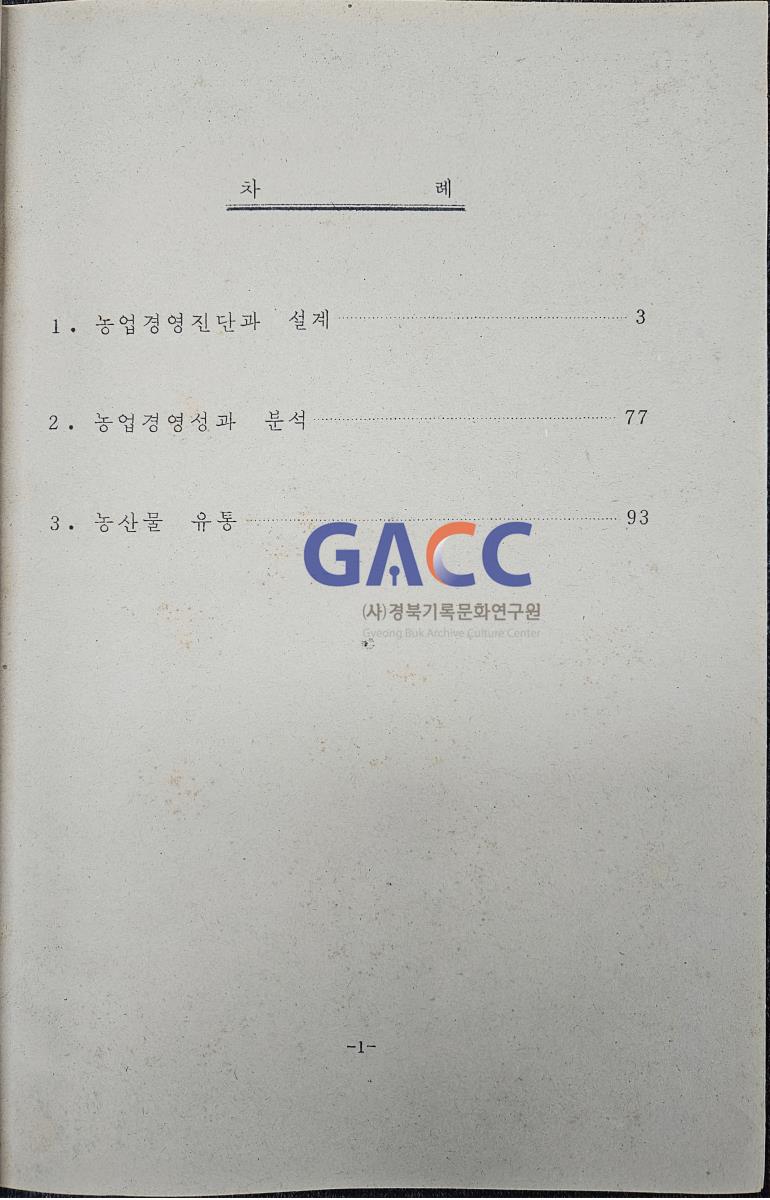 차 례
1. 농업경영진단과 설계 3
2. 농업경영성과 분석 77
3. 농산물 유통 93
GACC
(사)경북기록문화연구원
Gyeong Buk Archive Culture Center
-1-